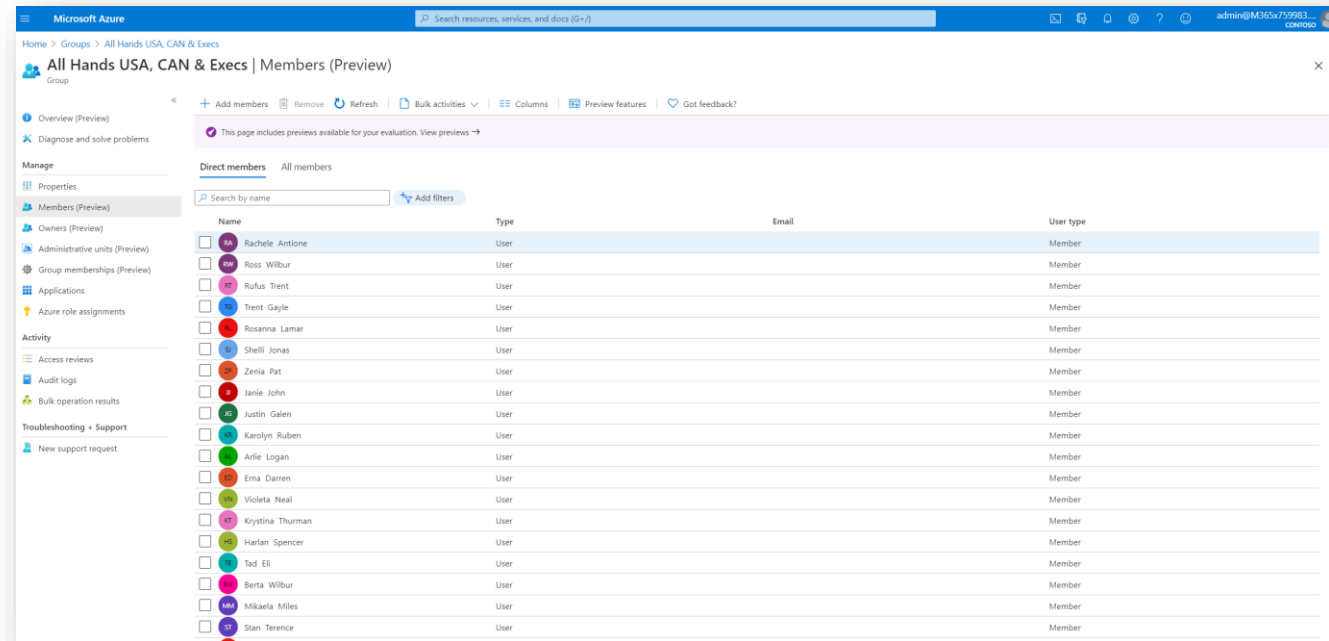 Microsoft Azure
Search resources, services, and docs (G+/)
admin@M365x759983....
CONTOSO
Home > Groups > All Hands USA, CAN & Execs
All Hands USA, CAN & Execs | Members (Preview)
Group
Add members Remove Refresh Bulk activities Columns Preview features Got feedback?
This page includes previews available for your evaluation. View previews →
Overview (Preview)
Diagnose and solve problems
Manage
Properties
Members (Preview)
Owners (Preview)
Administrative units (Preview)
Group memberships (Preview)
Applications
Azure role assignments
Activity
Access reviews
Audit logs
Bulk operation results
Troubleshooting + Support
New support request
Direct members All members
Search by name Add filters
Name Type Email User type
RA Rachele Antione User Member
RW Ross Wilbur User Member
RT Rufus Trent User Member
TG Trent Gayle User Member
RL Rosanna Lamar User Member
SJ Shelli Jonas User Member
ZP Zenia Pat User Member
JJ Janie John User Member
JG Justin Galen User Member
KR Karolyn Ruben User Member
AL Arlie Logan User Member
ED Erna Darren User Member
VN Violeta Neal User Member
KT Krystina Thurman User Member
HS Harlan Spencer User Member
TE Tad Eli User Member
BW Berta Wilbur User Member
MM Mikaela Miles User Member
ST Stan Terence User Member